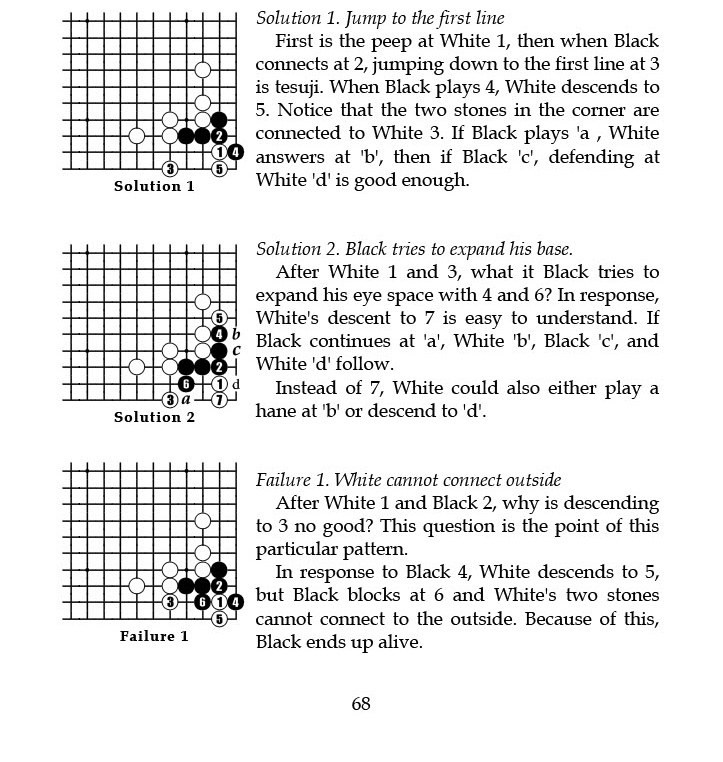 Solution 1. Jump to the first line
First is the peep at White 1, then when Black
connects at 2, jumping down to the first line at 3
is tesuji. When Black plays 4, White descends to
5. Notice that the two stones in the corner are
connected to White 3. If Black plays 'a , White
answers at 'b', then if Black 'c', defending at
White 'd' is good enough.
2
1 4
3 5
Solution 1
Solution 2. Black tries to expand his base.
After White 1 and 3, what it Black tries to
expand his eye space with 4 and 6? In response,
White's descent to 7 is easy to understand. If
Black continues at 'a', White 'b', Black 'c', and
White 'd' follow.
Instead of 7, White could also either play a
hane at 'b' or descend to 'd'.
5
4 b
c
2
6 1 d
3 a 7
Solution 2
Failure 1. White cannot connect outside
After White 1 and Black 2, why is descending
to 3 no good? This question is the point of this
particular pattern.
In response to Black 4, White descends to 5,
but Black blocks at 6 and White's two stones
cannot connect to the outside. Because of this,
Black ends up alive.
2
3 6 1 4
5
Failure 1
68